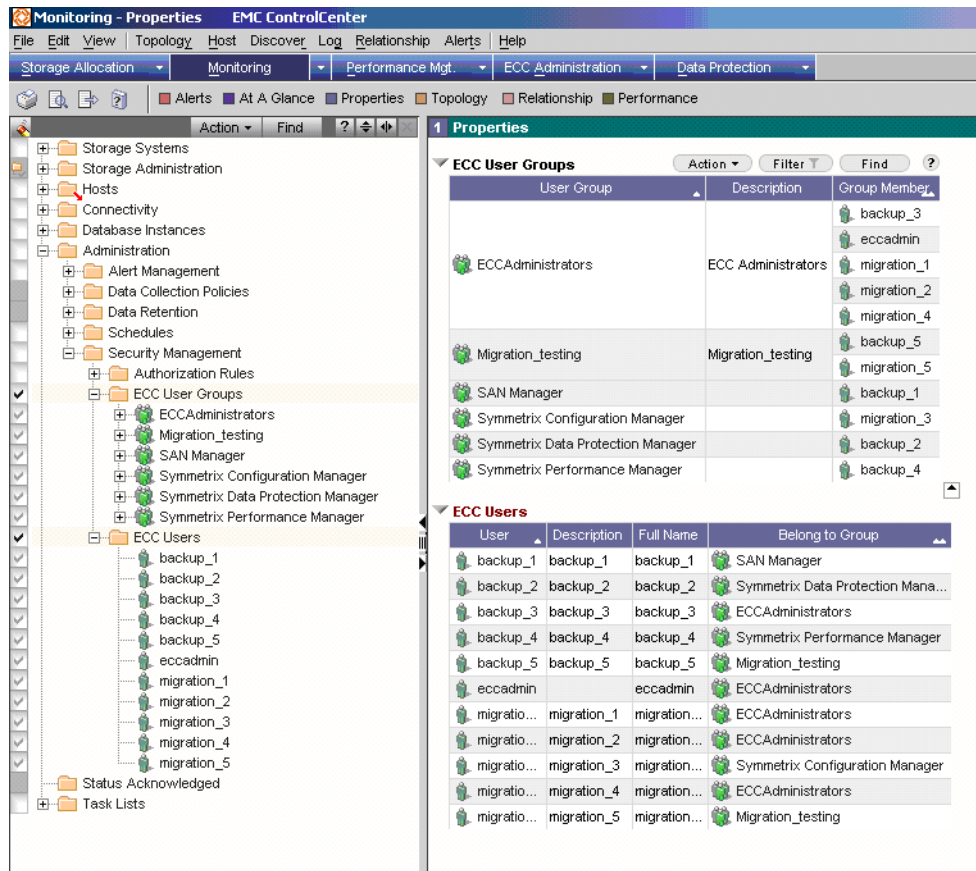 Monitoring - Properties EMC ControlCenter
File Edit View Topology Host Discover Log Relationship Alerts Help
Storage Allocation Monitoring Performance Mgt. ECC Administration Data Protection
Alerts At A Glance Properties Topology Relationship Performance
Action Find ?
Storage Systems
Storage Administration
Hosts
Connectivity
Database Instances
Administration
Alert Management
Data Collection Policies
Data Retention
Schedules
Security Management
Authorization Rules
ECC User Groups
ECCAdministrators
Migration_testing
SAN Manager
Symmetrix Configuration Manager
Symmetrix Data Protection Manager
Symmetrix Performance Manager
ECC Users
backup_1
backup_2
backup_3
backup_4
backup_5
eccadmin
migration_1
migration_2
migration_3
migration_4
migration_5
Status Acknowledged
Task Lists
1 Properties
ECC User Groups Action Filter Find ?
User Group Description Group Member
backup_3
eccadmin
ECCAdministrators ECC Administrators migration_1
migration_2
migration_4
backup_5
Migration_testing Migration_testing
migration_5
SAN Manager backup_1
Symmetrix Configuration Manager migration_3
Symmetrix Data Protection Manager backup_2
Symmetrix Performance Manager backup_4
ECC Users
User Description Full Name Belong to Group
backup_1 backup_1 backup_1 SAN Manager
backup_2 backup_2 backup_2 Symmetrix Data Protection Mana...
backup_3 backup_3 backup_3 ECCAdministrators
backup_4 backup_4 backup_4 Symmetrix Performance Manager
backup_5 backup_5 backup_5 Migration_testing
eccadmin eccadmin ECCAdministrators
migratio... migration_1 migration... ECCAdministrators
migratio... migration_2 migration... ECCAdministrators
migratio... migration_3 migration... Symmetrix Configuration Manager
migratio... migration_4 migration... ECCAdministrators
migratio... migration_5 migration... Migration_testing